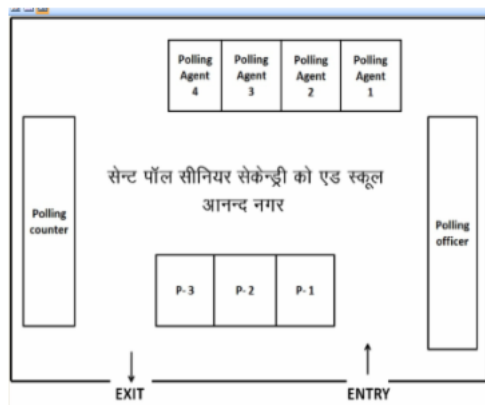 Polling Agent 4
Polling Agent 3
Polling Agent 2
Polling Agent 1
सेन्ट पॉल सीनियर सेकेन्ड्री को एड स्कूल
आनन्द नगर
Polling counter
Polling officer
P-3
P-2
P-1
EXIT
ENTRY